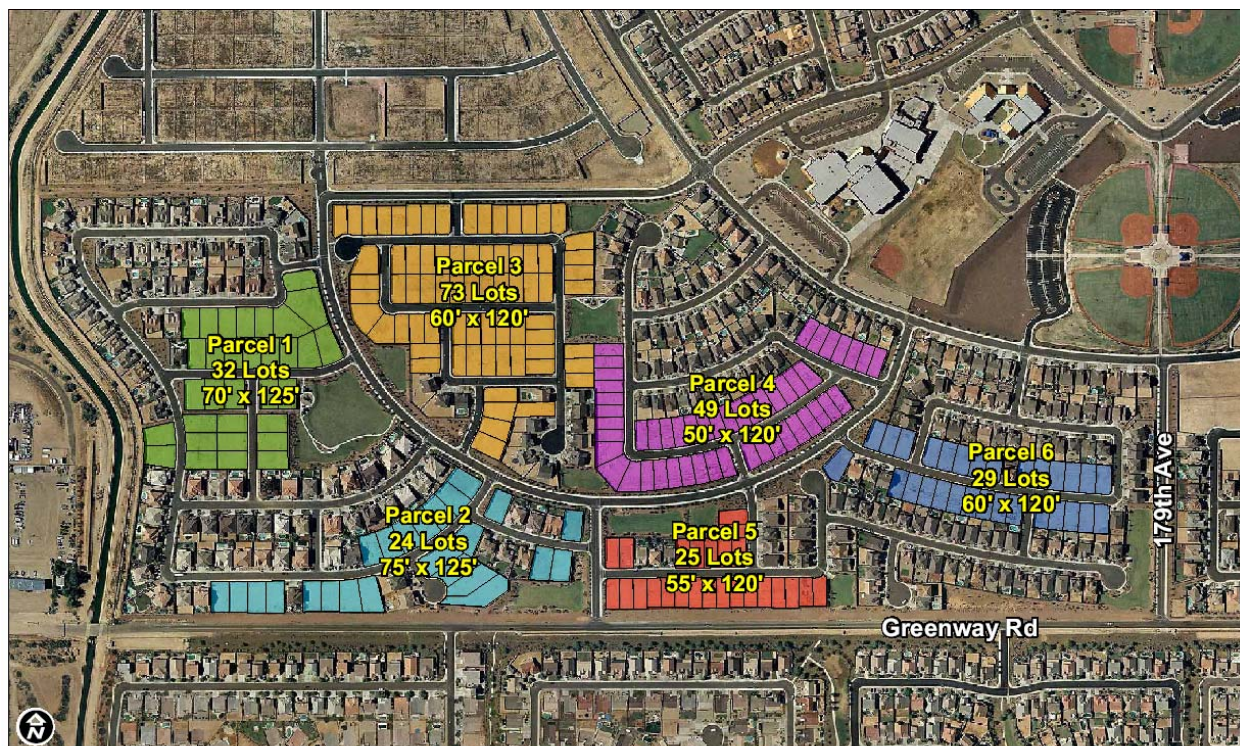 Parcel 3
73 Lots
60' x 120'
Parcel 1
32 Lots
70' x 125'
Parcel 4
49 Lots
50' x 120'
Parcel 6
29 Lots
60' x 120'
Parcel 2
24 Lots
75' x 125'
Parcel 5
25 Lots
55' x 120'
179th Ave
Greenway Rd
N